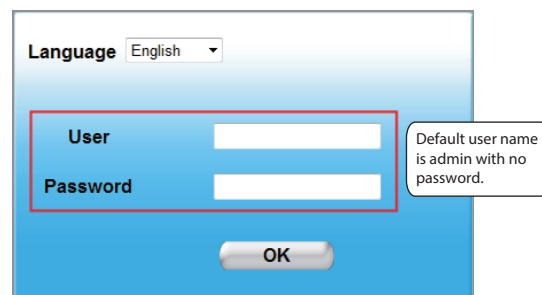 Language English
User
Default user name
is admin with no
password.
Password
OK